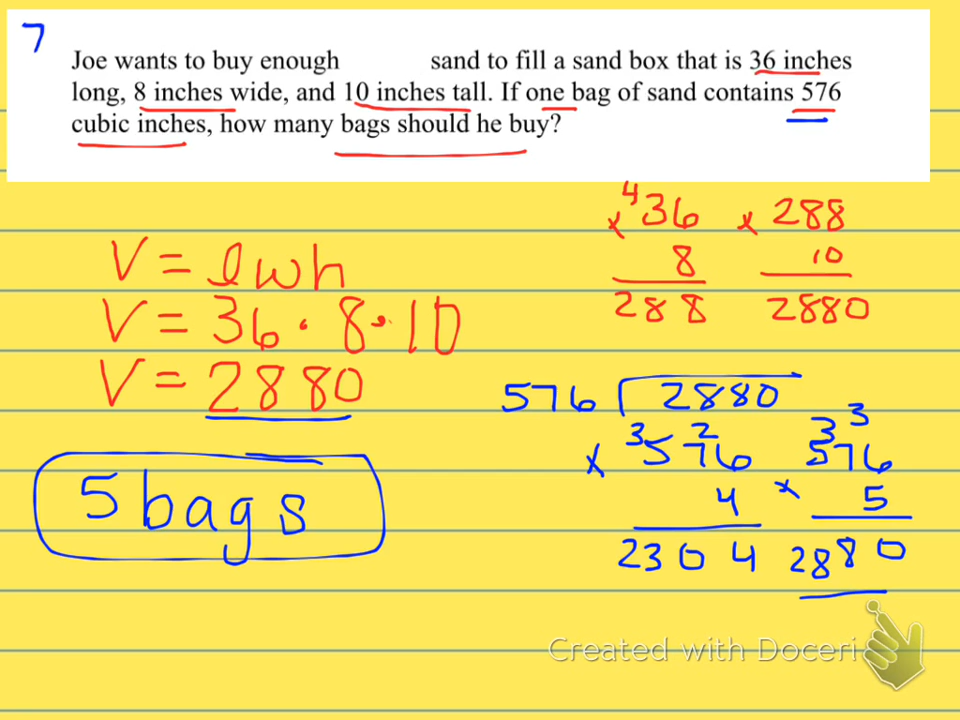 7
Joe wants to buy enough sand to fill a sand box that is 36 inches
long, 8 inches wide, and 10 inches tall. If one bag of sand contains 576
cubic inches, how many bags should he buy?
V = lwh
V = 36 · 8 · 10
V = 2880
5 bags
4
× 36
8
288
× 288
10
2880
576 2880
3 2
× 576
4
2304
3 3
576
× 5
2880
Created with Doceri